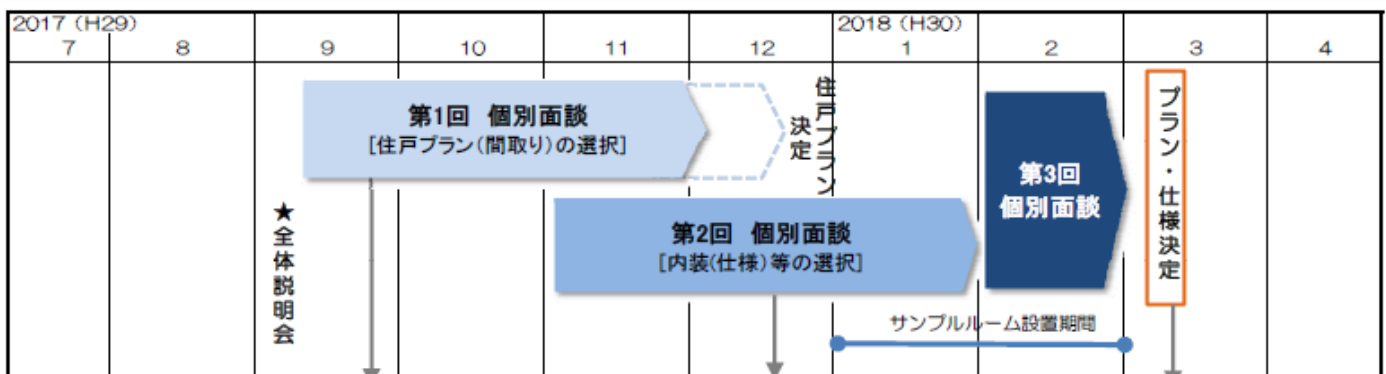 2017 (H29)
2018 (H30)
7 8 9 10 11 12 1 2 3 4
第1回 個別面談
[住戸プラン(間取り)の選択]
住戸プラン
決定
★全体説明会
第2回 個別面談
[内装(仕様)等の選択]
第3回
個別面談
プラン・仕様決定
サンプルルーム設置期間